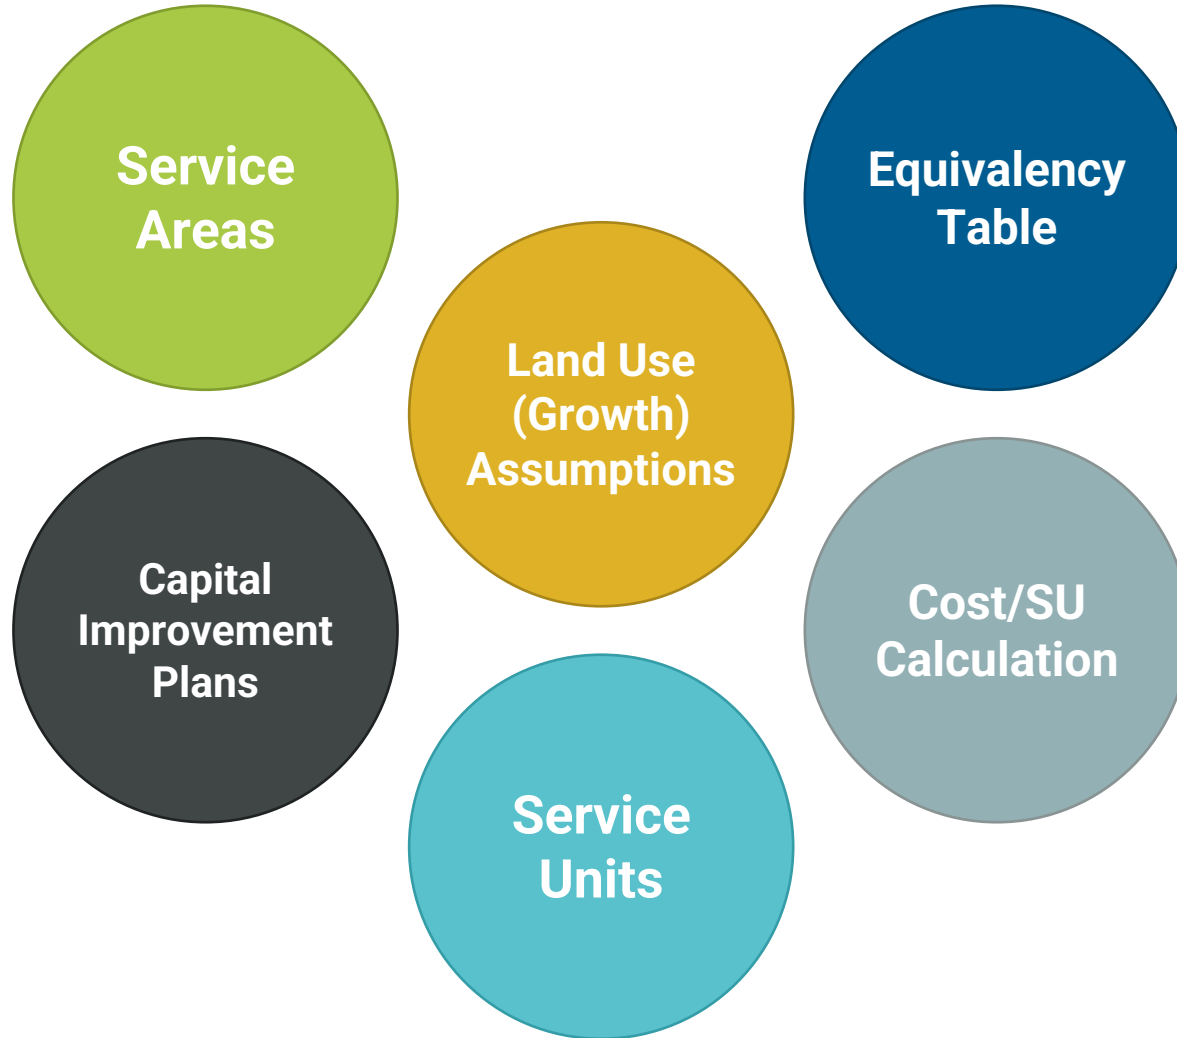 Service
Areas
Equivalency
Table
Land Use
(Growth)
Assumptions
Capital
Improvement
Plans
Cost/SU
Calculation
Service
Units